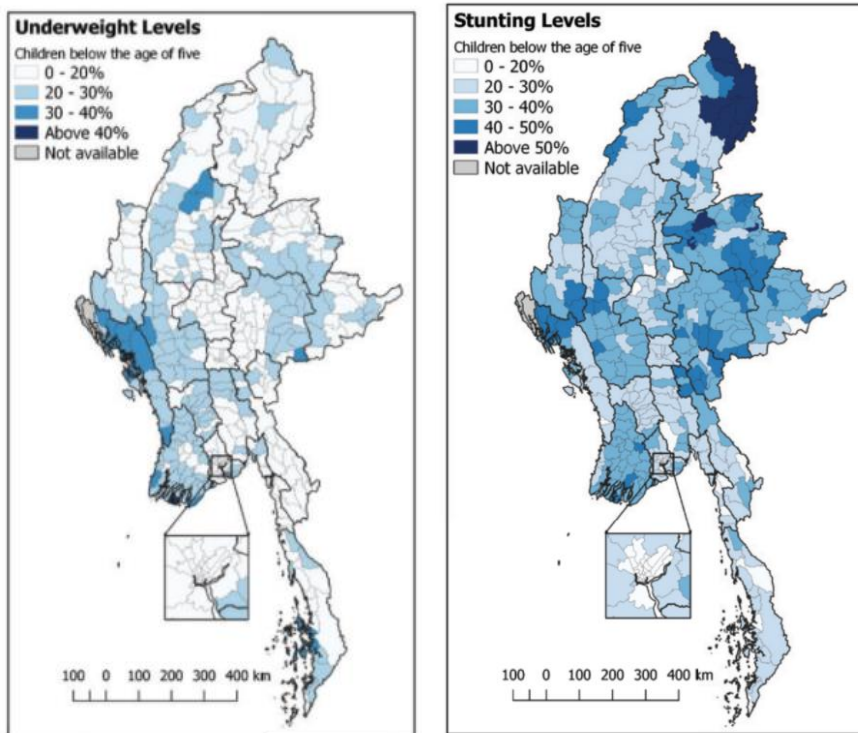 Underweight Levels
Children below the age of five
0 - 20%
20 - 30%
30 - 40%
Above 40%
Not available
100 0 100 200 300 400 km
Stunting Levels
Children below the age of five
0 - 20%
20 - 30%
30 - 40%
40 - 50%
Above 50%
Not available
100 0 100 200 300 400 km